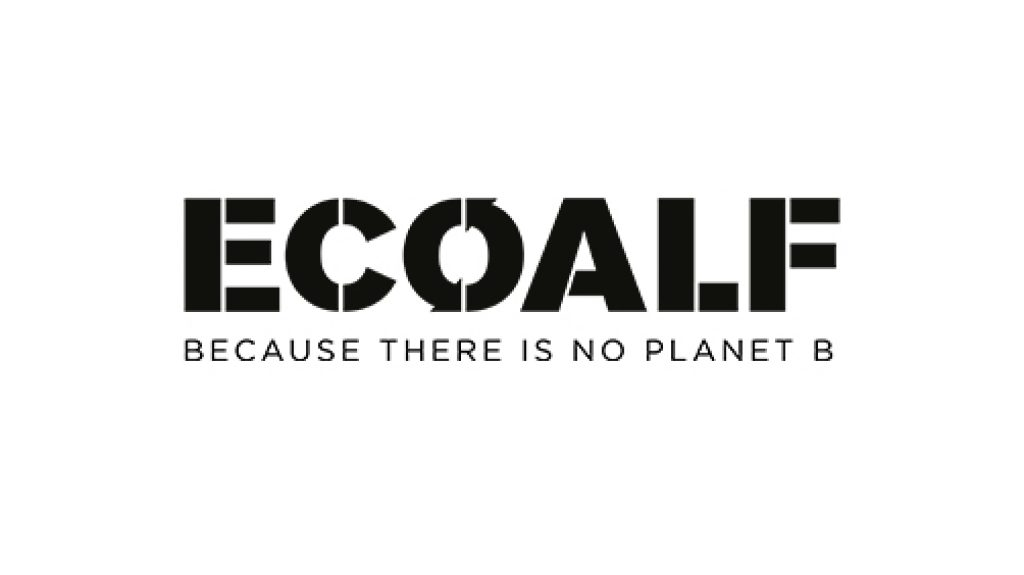 ECOALF
BECAUSE THERE IS NO PLANET B